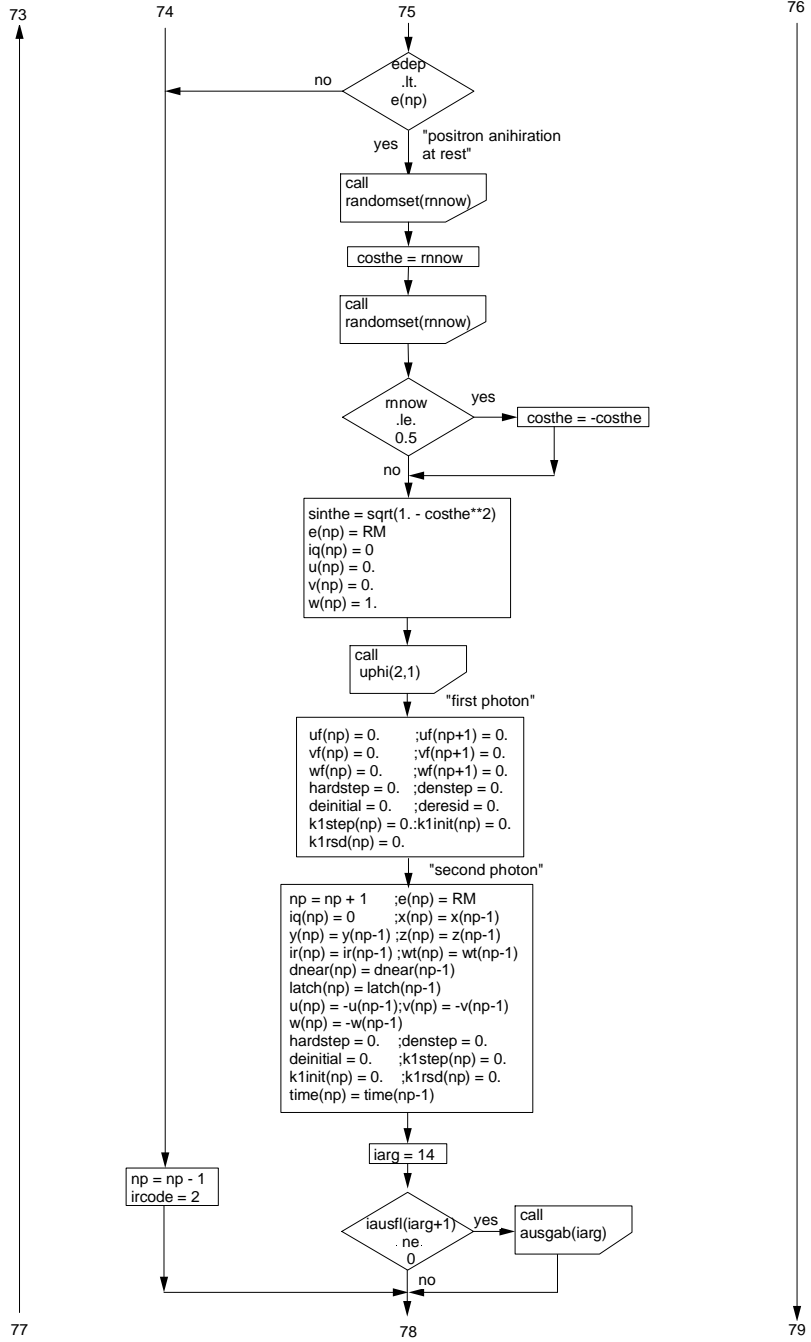 73
74
75
76
edep
.lt.
e(np)
no
yes
"positron anihiration
at rest"
call
randomset(rnnow)
costhe = rnnow
call
randomset(rnnow)
rnnow
.le.
0.5
yes
costhe = -costhe
no
sinthe = sqrt(1. - costhe**2)
e(np) = RM
iq(np) = 0
u(np) = 0.
v(np) = 0.
w(np) = 1.
call
uphi(2,1)
"first photon"
uf(np) = 0. ;uf(np+1) = 0.
vf(np) = 0. ;vf(np+1) = 0.
wf(np) = 0. ;wf(np+1) = 0.
hardstep = 0. ;denstep = 0.
deinitial = 0. ;deresid = 0.
k1step(np) = 0.:k1init(np) = 0.
k1rsd(np) = 0.
"second photon"
np = np + 1 ;e(np) = RM
iq(np) = 0 ;x(np) = x(np-1)
y(np) = y(np-1) ;z(np) = z(np-1)
ir(np) = ir(np-1) ;wt(np) = wt(np-1)
dnear(np) = dnear(np-1)
latch(np) = latch(np-1)
u(np) = -u(np-1);v(np) = -v(np-1)
w(np) = -w(np-1)
hardstep = 0. ;denstep = 0.
deinitial = 0. ;k1step(np) = 0.
k1init(np) = 0. ;k1rsd(np) = 0.
time(np) = time(np-1)
iarg = 14
np = np - 1
ircode = 2
iausfl(iarg+1)
.ne.
0
yes
call
ausgab(iarg)
no
77
78
79